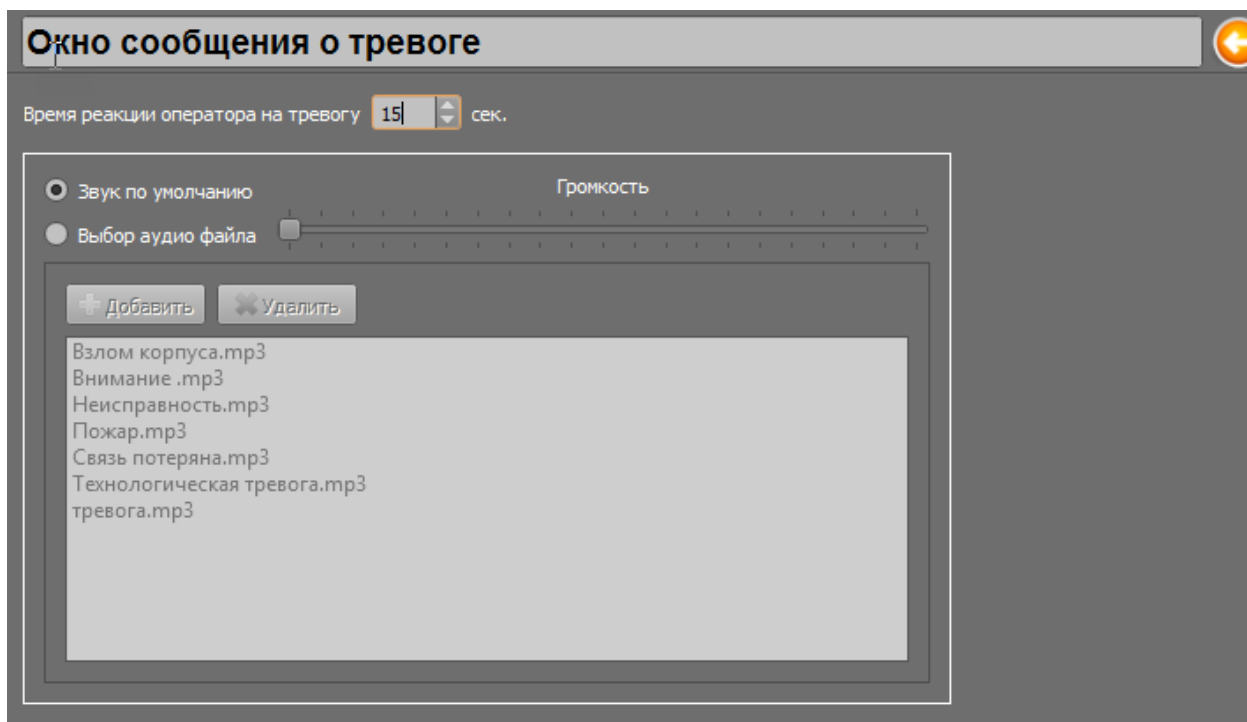 Окно сообщения о тревоге
Время реакции оператора на тревогу 15 сек.
Звук по умолчанию
Громкость
Выбор аудио файла
Добавить Удалить
Взлом корпуса.mp3
Внимание .mp3
Неисправность.mp3
Пожар.mp3
Связь потеряна.mp3
Технологическая тревога.mp3
тревога.mp3